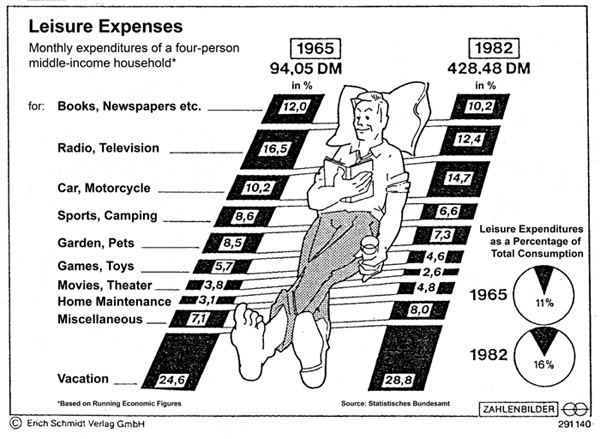 Leisure Expenses
Monthly expenditures of a four-person
middle-income household*
1965
94,05 DM
in %
1982
428,48 DM
in %
for: Books, Newspapers etc. 12,0 10,2
Radio, Television 16,5 12,4
Car, Motorcycle 10,2 14,7
Sports, Camping 8,6 6,6
Garden, Pets 8,5 7,3
Games, Toys 5,7 4,6
Movies, Theater 3,8 2,6
Home Maintenance 3,1 4,8
Miscellaneous 7,1 8,0
Vacation 24,6 28,8
Leisure Expenditures
as a Percentage of
Total Consumption
1965 11%
1982 16%
*Based on Running Economic Figures
Source: Statistisches Bundesamt
ZAHLENBILDER
© Erich Schmidt Verlag GmbH
291 140